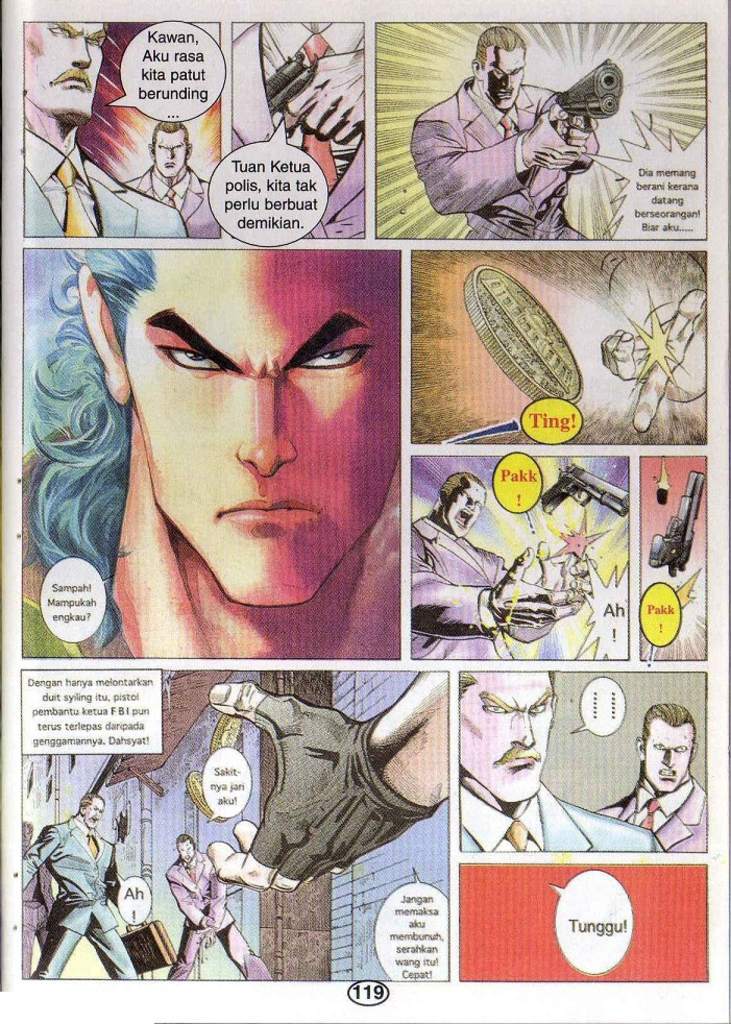 Kawan,
Aku rasa
kita patut
berunding
...
Tuan Ketua
polis, kita tak
perlu berbuat
demikian.
Dia memang
berani kerana
datang
berseorangan!
Biar aku.....
Sampah!
Mampukah
engkau?
Ting!
Pakk
!
Ah
!
Pakk
!
Dengan hanya melontarkan
duit syiling itu, pistol
pembantu ketua FBI pun
terus terlepas daripada
genggamannya. Dahsyat!
Sakit-
nya jari
aku!
Ah
!
Jangan
memaksa
aku
membunuh,
serahkan
wang itu!
Cepat!
Tunggu!
119